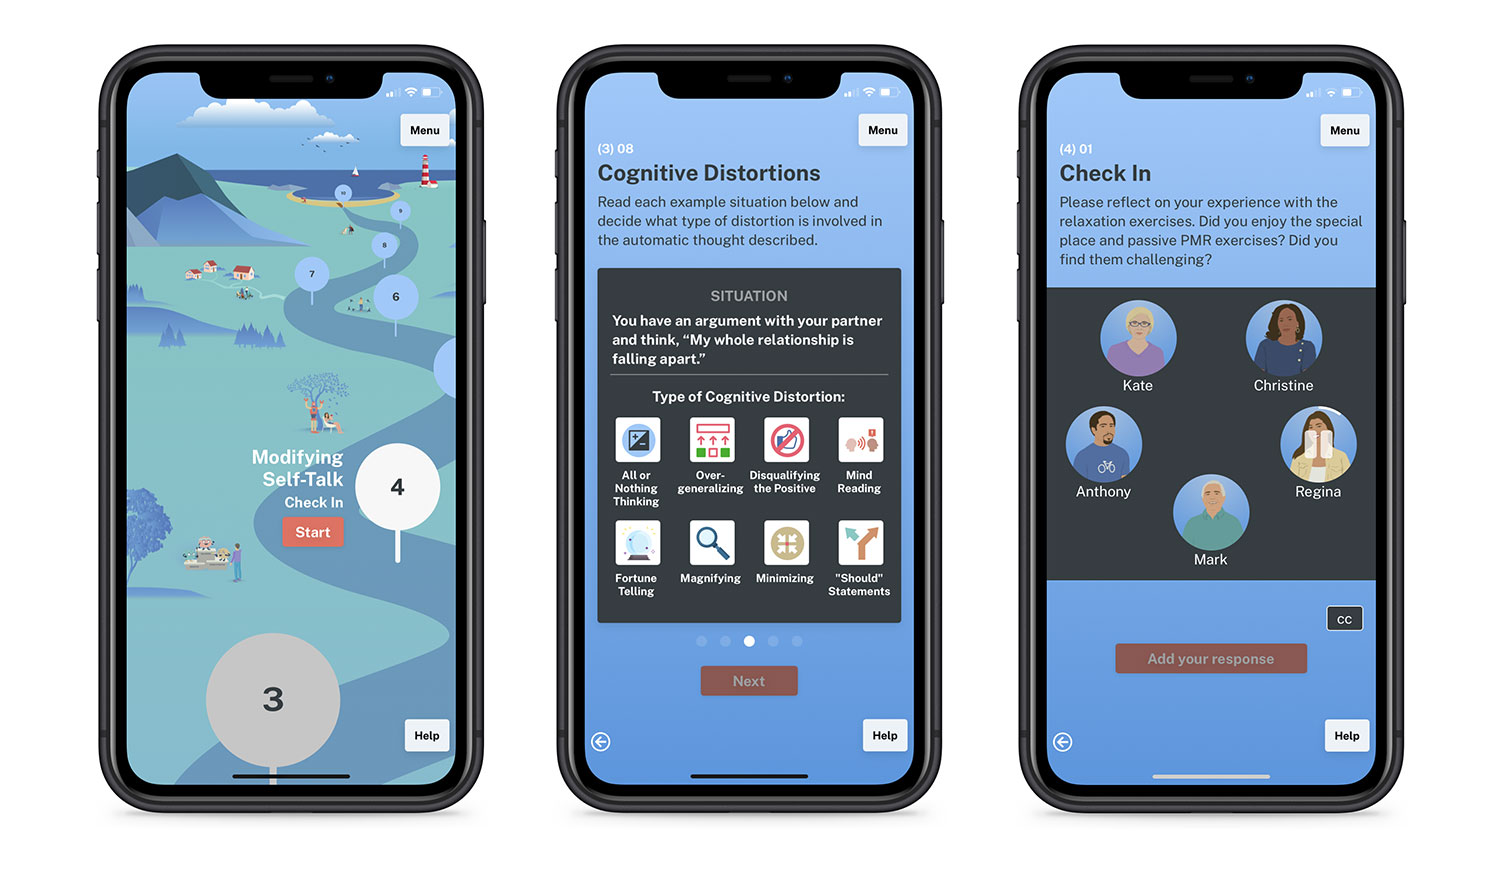 Menu
10
9
8
7
6
Modifying
Self-Talk
Check In
Start
4
3
Help
Menu
(3) 08
Cognitive Distortions
Read each example situation below and
decide what type of distortion is involved in
the automatic thought described.
SITUATION
You have an argument with your partner
and think, “My whole relationship is
falling apart.”
Type of Cognitive Distortion:
All or
Nothing
Thinking
Over-
generalizing
Disqualifying
the Positive
Mind
Reading
Fortune
Telling
Magnifying
Minimizing
"Should"
Statements
Next
Help
Menu
(4) 01
Check In
Please reflect on your experience with the
relaxation exercises. Did you enjoy the special
place and passive PMR exercises? Did you
find them challenging?
Kate
Christine
Anthony
Regina
Mark
CC
Add your response
Help